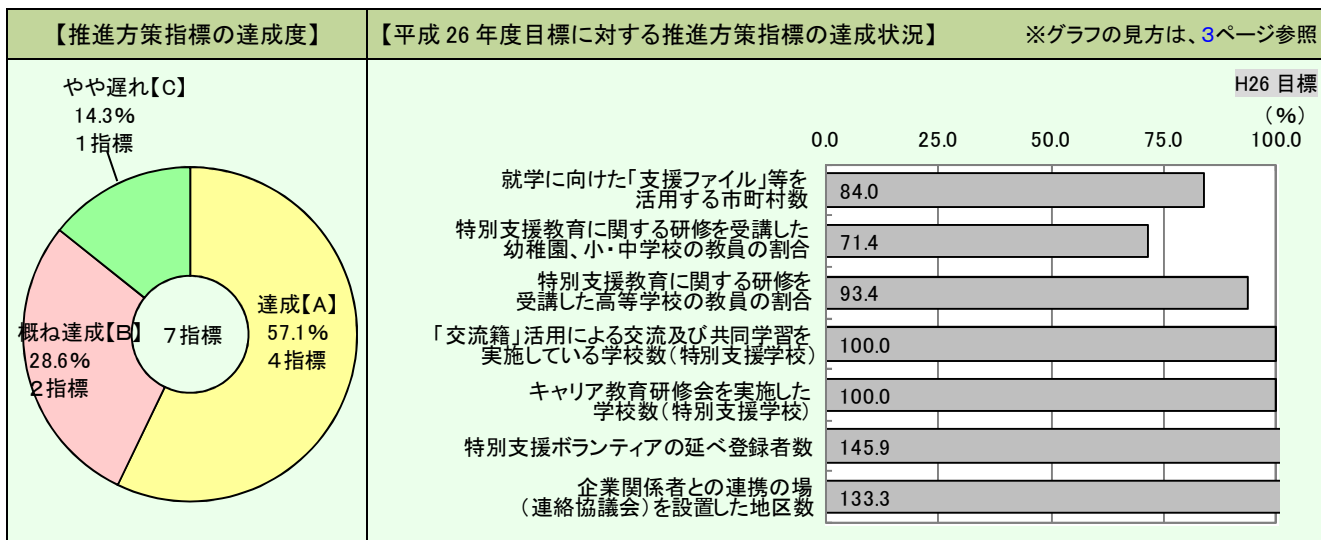 【推進方策指標の達成度】
【平成26年度目標に対する推進方策指標の達成状況】 ※グラフの見方は、3ページ参照
やや遅れ【C】
14.3%
1指標
概ね達成【B】
28.6%
2指標
7指標
達成【A】
57.1%
4指標
H26 目標
(%)
0.0 25.0 50.0 75.0 100.0
就学に向けた「支援ファイル」等を
活用する市町村数
84.0
特別支援教育に関する研修を受講した
幼稚園、小・中学校の教員の割合
71.4
特別支援教育に関する研修を
受講した高等学校の教員の割合
93.4
「交流籍」活用による交流及び共同学習を
実施している学校数(特別支援学校)
100.0
キャリア教育研修会を実施した
学校数(特別支援学校)
100.0
特別支援ボランティアの延べ登録者数
145.9
企業関係者との連携の場
(連絡協議会)を設置した地区数
133.3